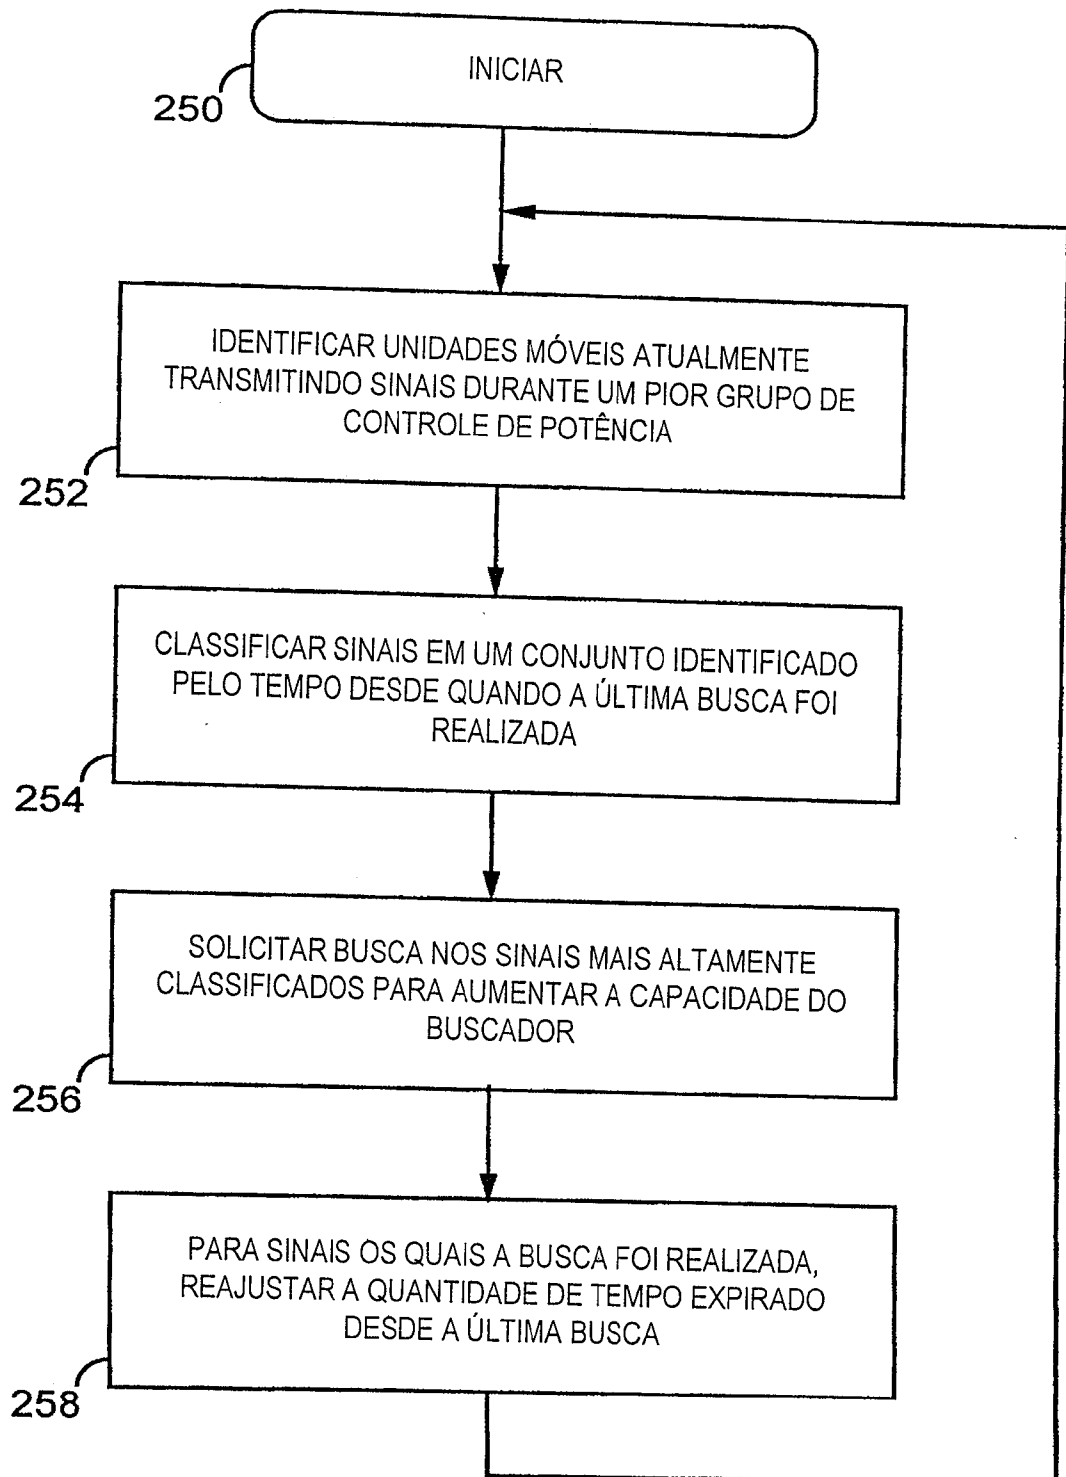 INICIAR
250
IDENTIFICAR UNIDADES MÓVEIS ATUALMENTE
TRANSMITINDO SINAIS DURANTE UM PIOR GRUPO DE
CONTROLE DE POTÊNCIA
252
CLASSIFICAR SINAIS EM UM CONJUNTO IDENTIFICADO
PELO TEMPO DESDE QUANDO A ÚLTIMA BUSCA FOI
REALIZADA
254
SOLICITAR BUSCA NOS SINAIS MAIS ALTAMENTE
CLASSIFICADOS PARA AUMENTAR A CAPACIDADE DO
BUSCADOR
256
PARA SINAIS OS QUAIS A BUSCA FOI REALIZADA,
REAJUSTAR A QUANTIDADE DE TEMPO EXPIRADO
DESDE A ÚLTIMA BUSCA
258